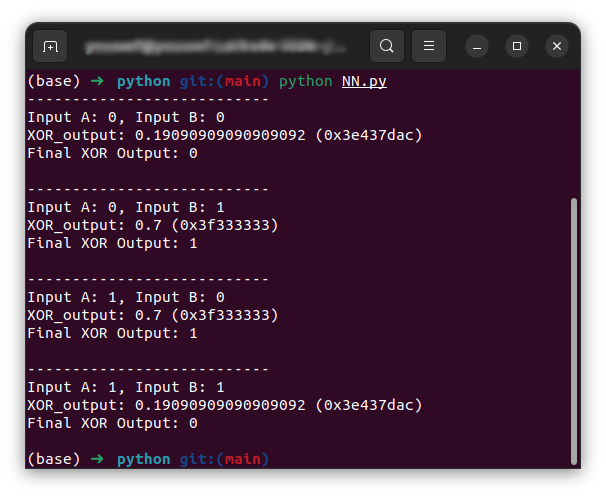 (base) ➜ python git:(main) python NN.py
---------------------------
Input A: 0, Input B: 0
XOR_output: 0.19090909090909092 (0x3e437dac)
Final XOR Output: 0
---------------------------
Input A: 0, Input B: 1
XOR_output: 0.7 (0x3f333333)
Final XOR Output: 1
---------------------------
Input A: 1, Input B: 0
XOR_output: 0.7 (0x3f333333)
Final XOR Output: 1
---------------------------
Input A: 1, Input B: 1
XOR_output: 0.19090909090909092 (0x3e437dac)
Final XOR Output: 0
(base) ➜ python git:(main)